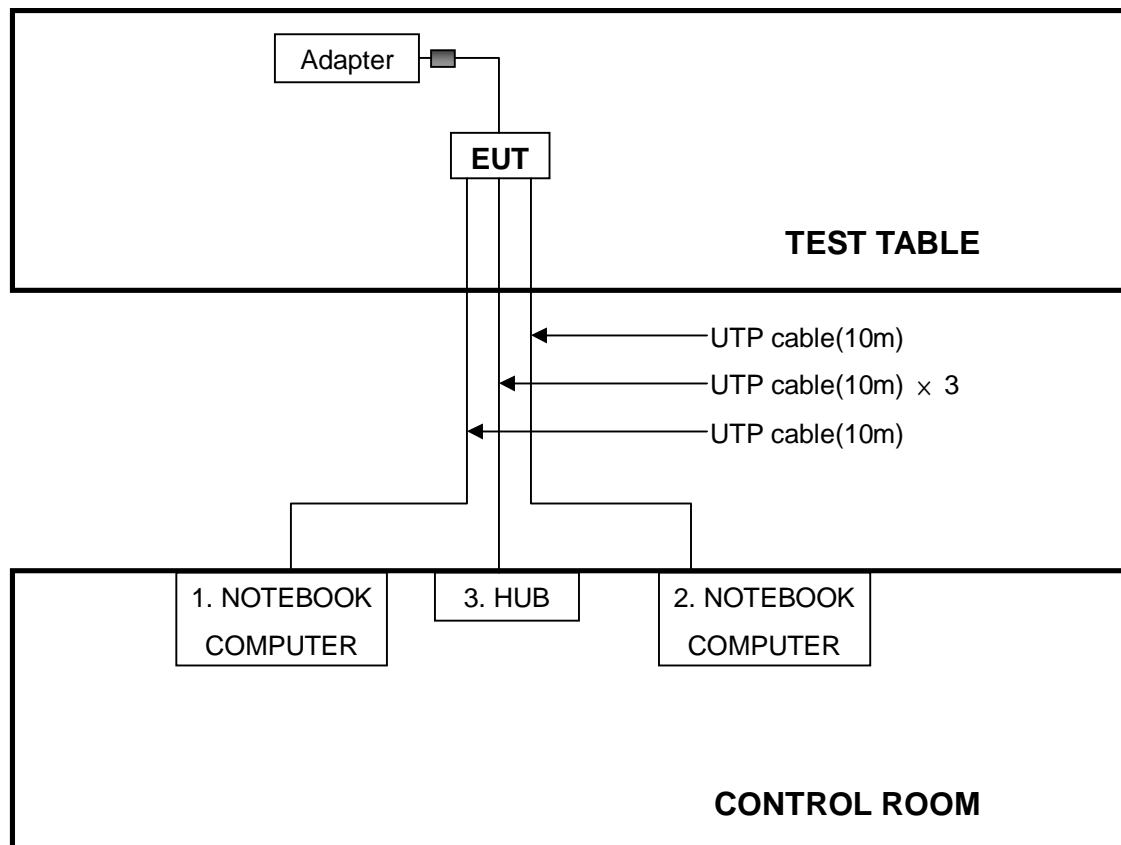 Adapter
EUT
TEST TABLE
UTP cable(10m)
UTP cable(10m) × 3
UTP cable(10m)
1. NOTEBOOK
COMPUTER
3. HUB
2. NOTEBOOK
COMPUTER
CONTROL ROOM